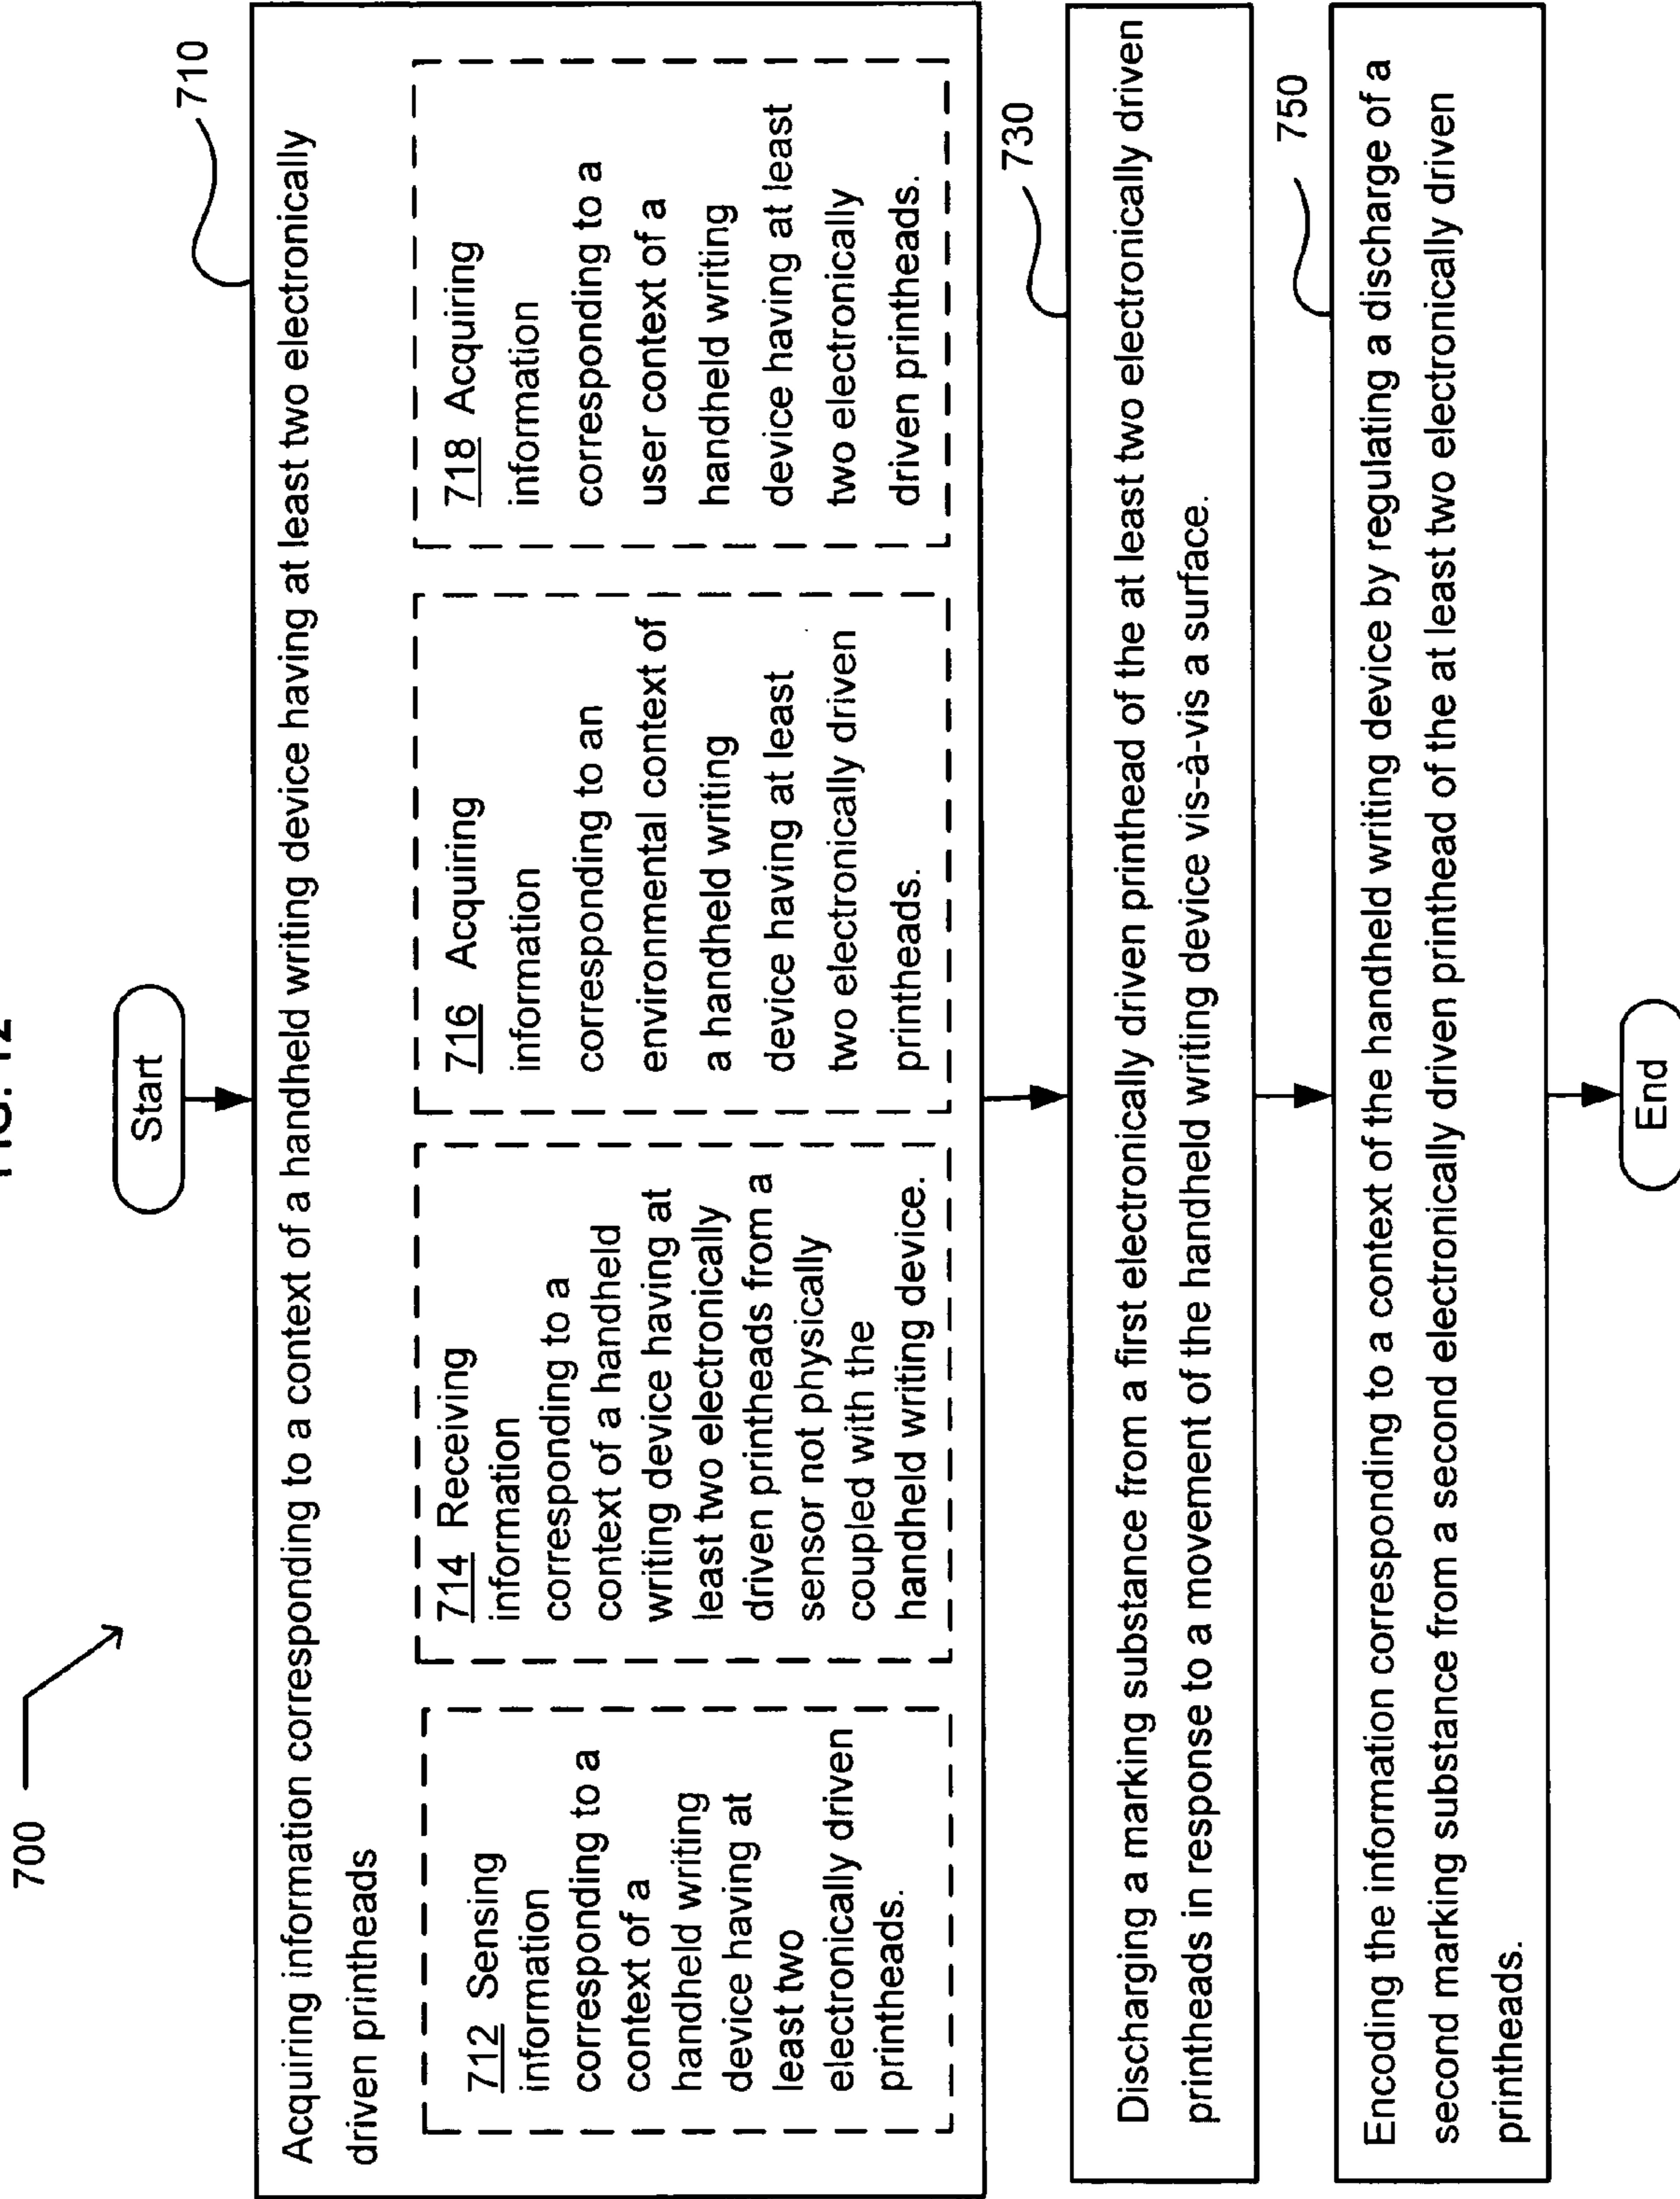 FIG. 12
700
Start
710
Acquiring information corresponding to a context of a handheld writing device having at least two electronically
driven printheads
712 Sensing
information
corresponding to a
context of a
handheld writing
device having at
least two
electronically driven
printheads.
714 Receiving
information
corresponding to a
context of a handheld
writing device having at
least two electronically
driven printheads from a
sensor not physically
coupled with the
handheld writing device.
716 Acquiring
information
corresponding to an
environmental context of
a handheld writing
device having at least
two electronically driven
printheads.
718 Acquiring
information
corresponding to a
user context of a
handheld writing
device having at least
two electronically
driven printheads.
730
Discharging a marking substance from a first electronically driven printhead of the at least two electronically driven
printheads in response to a movement of the handheld writing device vis-à-vis a surface.
750
Encoding the information corresponding to a context of the handheld writing device by regulating a discharge of a
second marking substance from a second electronically driven printhead of the at least two electronically driven
printheads.
End